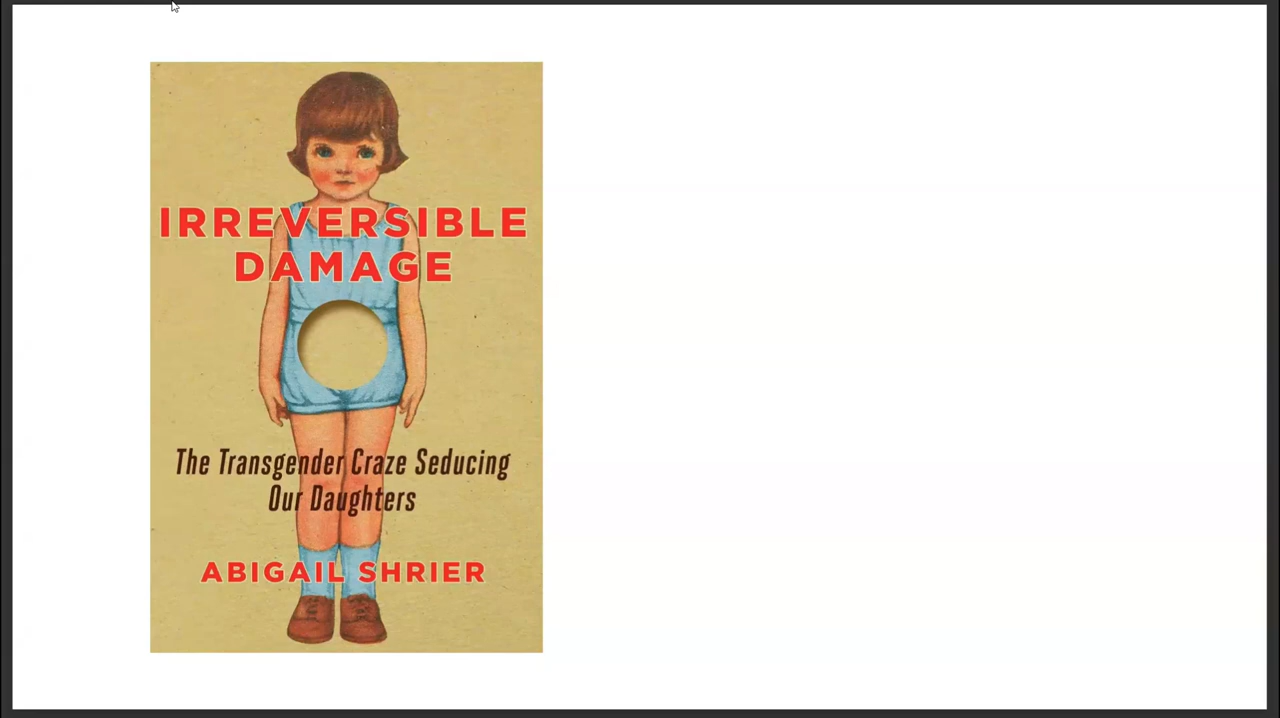 IRREVERSIBLE
DAMAGE
The Transgender Craze Seducing
Our Daughters
ABIGAIL SHRIER